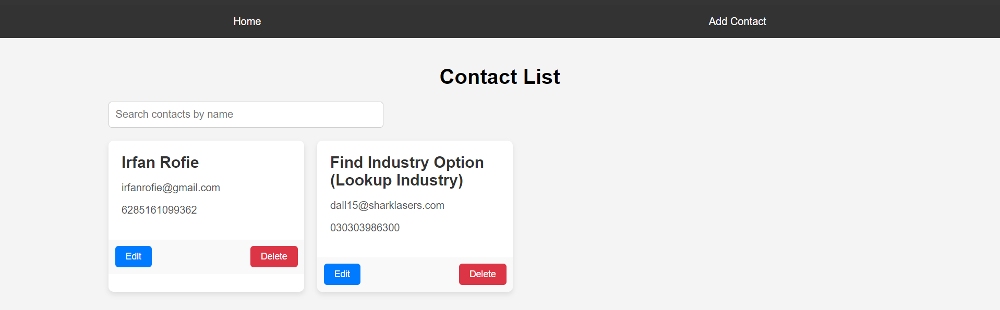 Home
Add Contact
Contact List
Search contacts by name
Irfan Rofie
irfanrofie@gmail.com
6285161099362
Edit
Delete
Find Industry Option
(Lookup Industry)
dall15@sharklasers.com
030303986300
Edit
Delete